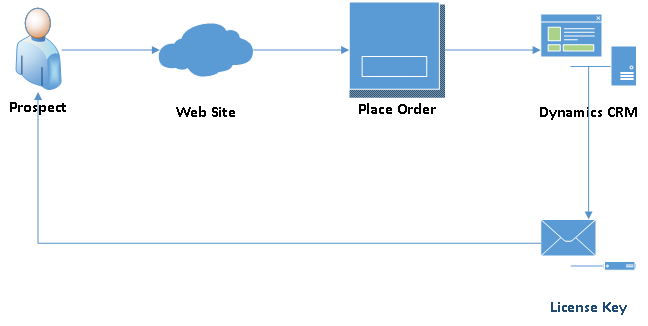 Prospect
Web Site
Place Order
Dynamics CRM
License Key